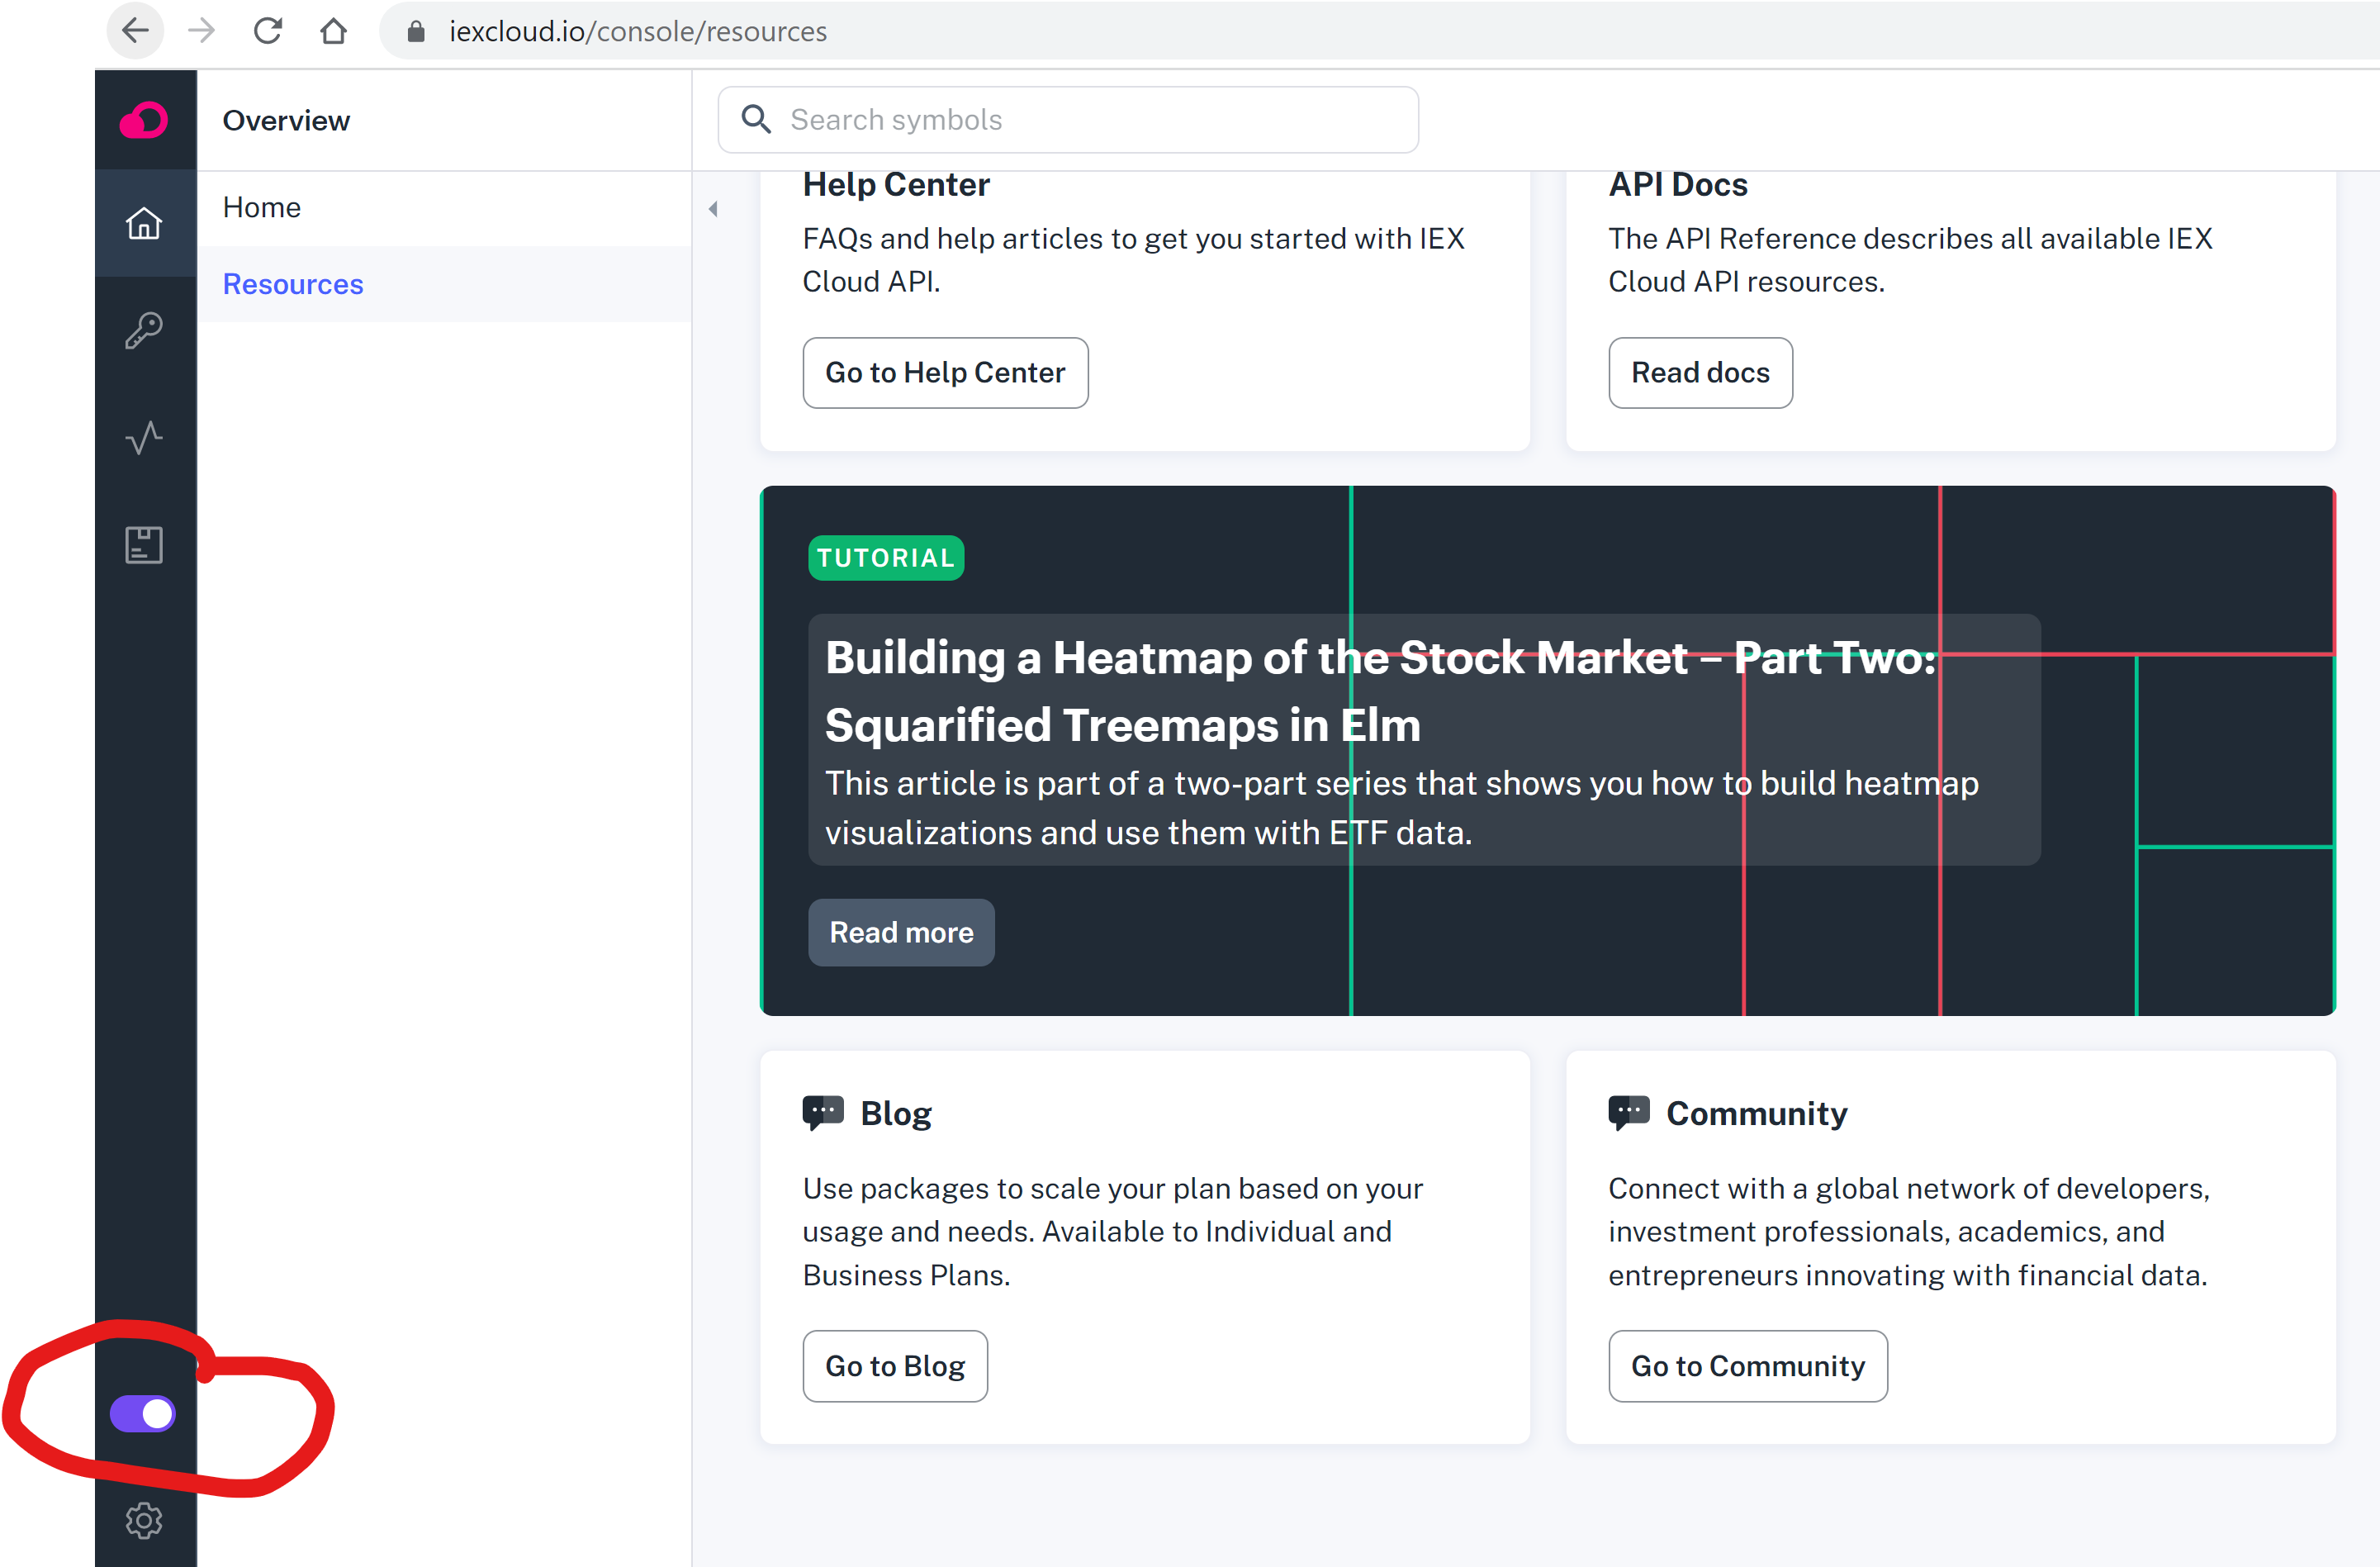 iexcloud.io/console/resources
Overview
Search symbols
Home
Resources
Help Center
FAQs and help articles to get you started with IEX
Cloud API.
Go to Help Center
API Docs
The API Reference describes all available IEX
Cloud API resources.
Read docs
TUTORIAL
Building a Heatmap of the Stock Market – Part Two:
Squarified Treemaps in Elm
This article is part of a two-part series that shows you how to build heatmap
visualizations and use them with ETF data.
Read more
Blog
Use packages to scale your plan based on your
usage and needs. Available to Individual and
Business Plans.
Go to Blog
Community
Connect with a global network of developers,
investment professionals, academics, and
entrepreneurs innovating with financial data.
Go to Community